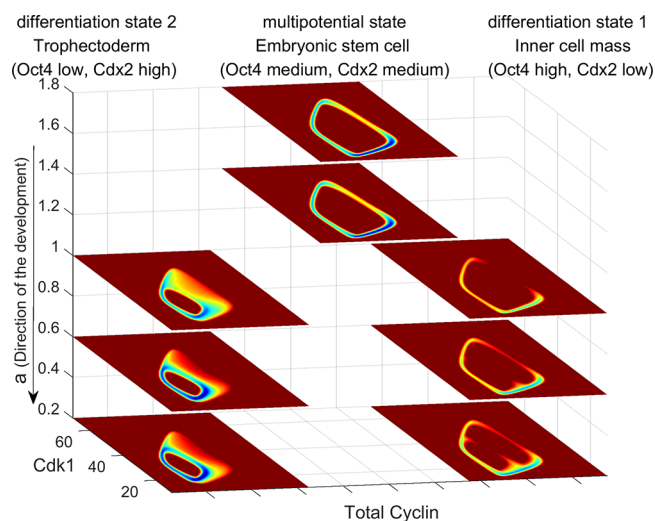 differentiation state 2 multipotential state differentiation state 1
Trophectoderm Embryonic stem cell Inner cell mass
(Oct4 low, Cdx2 high) (Oct4 medium, Cdx2 medium) (Oct4 high, Cdx2 low)
1.8
1.6
1.4
1.2
1
0.8
0.6
0.4
0.2
a (Direction of the development)
60
40
20
Cdk1
Total Cyclin